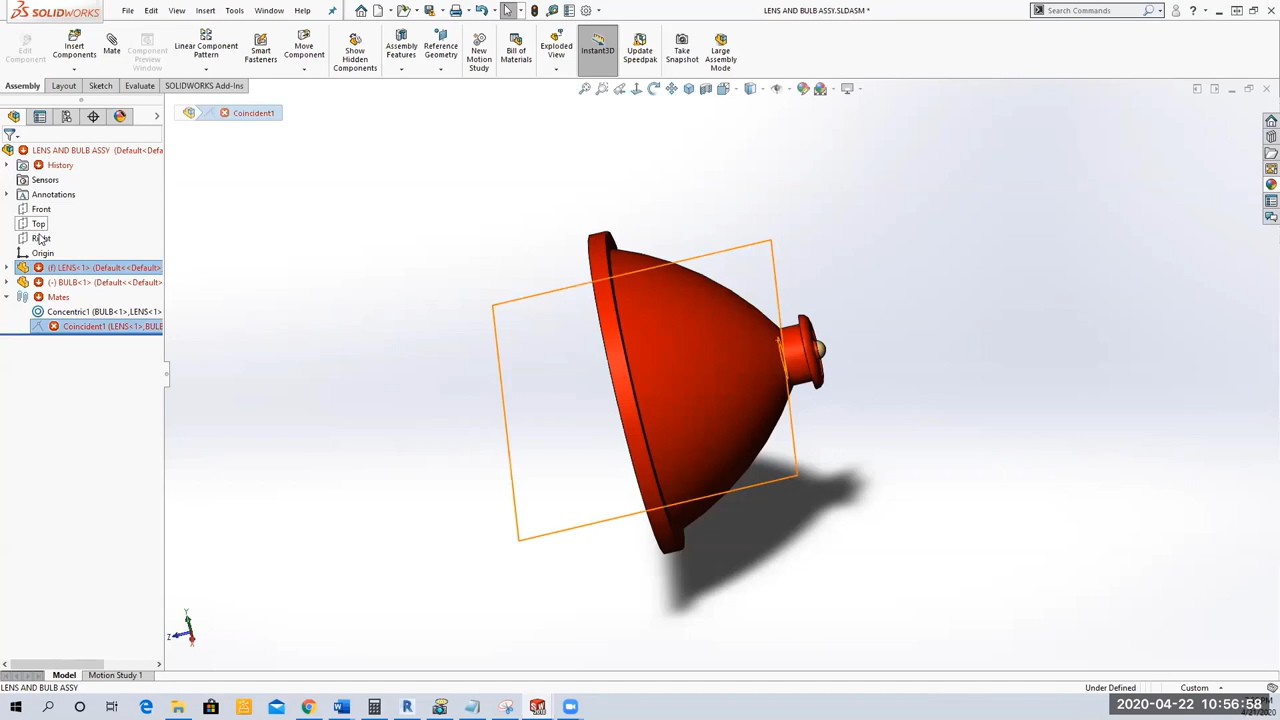 SOLIDWORKS File Edit View Insert Tools Window Help LENS AND BULB ASSY.SLDASM * Search Commands
Edit Component
Insert Components
Mate
Component Preview Window
Linear Component Pattern
Smart Fasteners
Move Component
Show Hidden Components
Assembly Features
Reference Geometry
New Motion Study
Bill of Materials
Exploded View
Instant3D
Update Speedpak
Take Snapshot
Large Assembly Mode
Assembly Layout Sketch Evaluate SOLIDWORKS Add-Ins
Coincident1
LENS AND BULB ASSY (Default<Defa
History
Sensors
Annotations
Front
Top
Right
Origin
(f) LENS<1> (Default<<Default>
(-) BULB<1> (Default<<Default>
Mates
Concentric1 (BULB<1>,LENS<1>
Coincident1 (LENS<1>,BULB
Y
Z
X
Model Motion Study 1
LENS AND BULB ASSY Under Defined Custom
2020-04-22 10:56:58